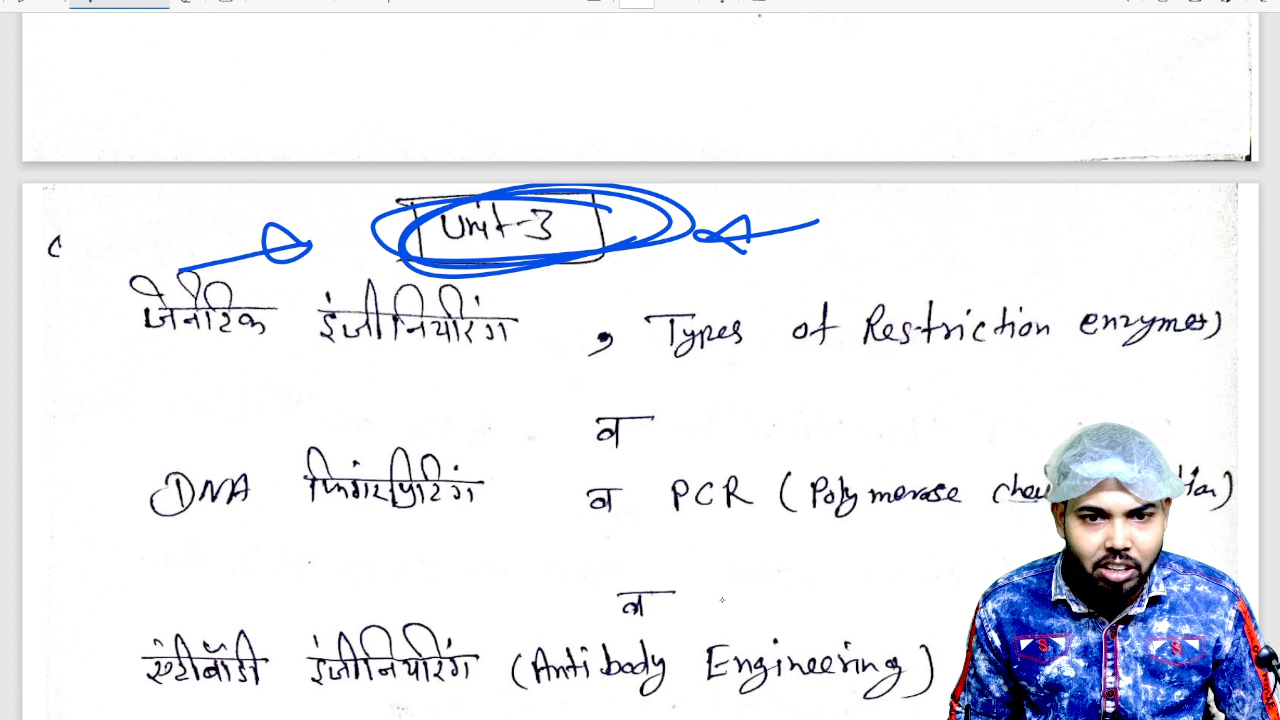 Unit-3
जेनेटिक इंजीनियरिंग , Types of Restriction enzymes)
व
DNA फिंगरप्रिंटिंग व PCR (Polymerase
व
एंटीबॉडी इंजीनियरिंग (Antibody Engineering)